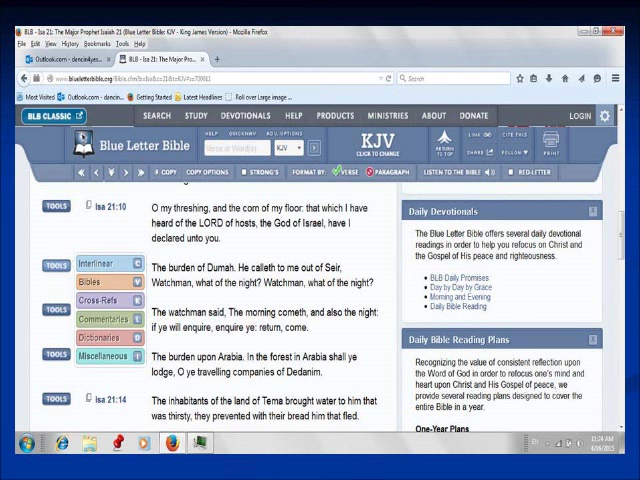 BLB - Isa 21: The Major Prophet Isaiah 21 (Blue Letter Bible: KJV - King James Version) - Mozilla Firefox
File Edit View History Bookmarks Tools Help
Outlook.com - dencin4yes... × BLB - Isa 21: The Major Pro... × +
www.blueletterbible.org/ Search
Most Visited Outlook.com - dencin... Getting Started Latest Headlines Roll over Large image ...
BLB CLASSIC SEARCH STUDY DEVOTIONALS HELP PRODUCTS MINISTRIES ABOUT DONATE LOGIN
HELP QUICKNAV ADV. OPTIONS
Blue Letter Bible Verse or Word(s) KJV
KJV
CLICK TO CHANGE
RETURN TO TOP
LINK CITE THIS
SHARE FOLLOW PRINT
COPY COPY OPTIONS STRONG'S FORMAT BY: VERSE PARAGRAPH LISTEN TO THE BIBLE RED-LETTER
TOOLS Isa 21:10 O my threshing, and the corn of my floor: that which I have
heard of the LORD of hosts, the God of Israel, have I
declared unto you.
TOOLS Interlinear C The burden of Dumah. He calleth to me out of Seir,
Bibles V Watchman, what of the night? Watchman, what of the night?
Cross-Refs K
TOOLS The watchman said, The morning cometh, and also the night:
Commentaries L if ye will enquire, enquire ye: return, come.
Dictionaries D
TOOLS Miscellaneous I The burden upon Arabia. In the forest in Arabia shall ye
lodge, O ye travelling companies of Dedanim.
TOOLS Isa 21:14 The inhabitants of the land of Tema brought water to him that
was thirsty, they prevented with their bread him that fled.
Daily Devotionals X
The Blue Letter Bible offers several daily devotional
readings in order to help you refocus on Christ and
the Gospel of His peace and righteousness.
BLB Daily Promises
Day by Day by Grace
Morning and Evening
Daily Bible Reading
Daily Bible Reading Plans X
Recognizing the value of consistent reflection upon
the Word of God in order to refocus one's mind and
heart upon Christ and His Gospel of peace, we
provide several reading plans designed to cover the
entire Bible in a year.
One-Year Plans
EN 11:24 AM
4/16/2015